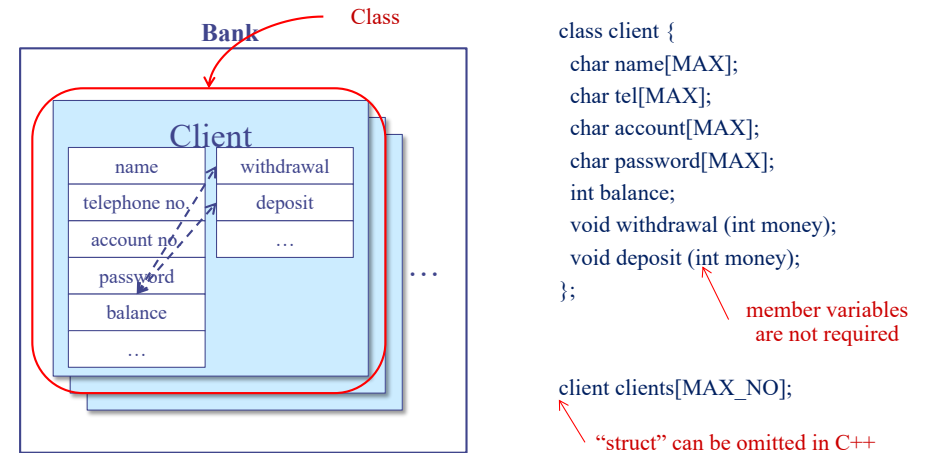 Class
Bank
Client
name
telephone no.
account no
password
balance
…
withdrawal
deposit
…
…
class client {
char name[MAX];
char tel[MAX];
char account[MAX];
char password[MAX];
int balance;
void withdrawal (int money);
void deposit (int money);
};
member variables
are not required
client clients[MAX_NO];
“struct” can be omitted in C++